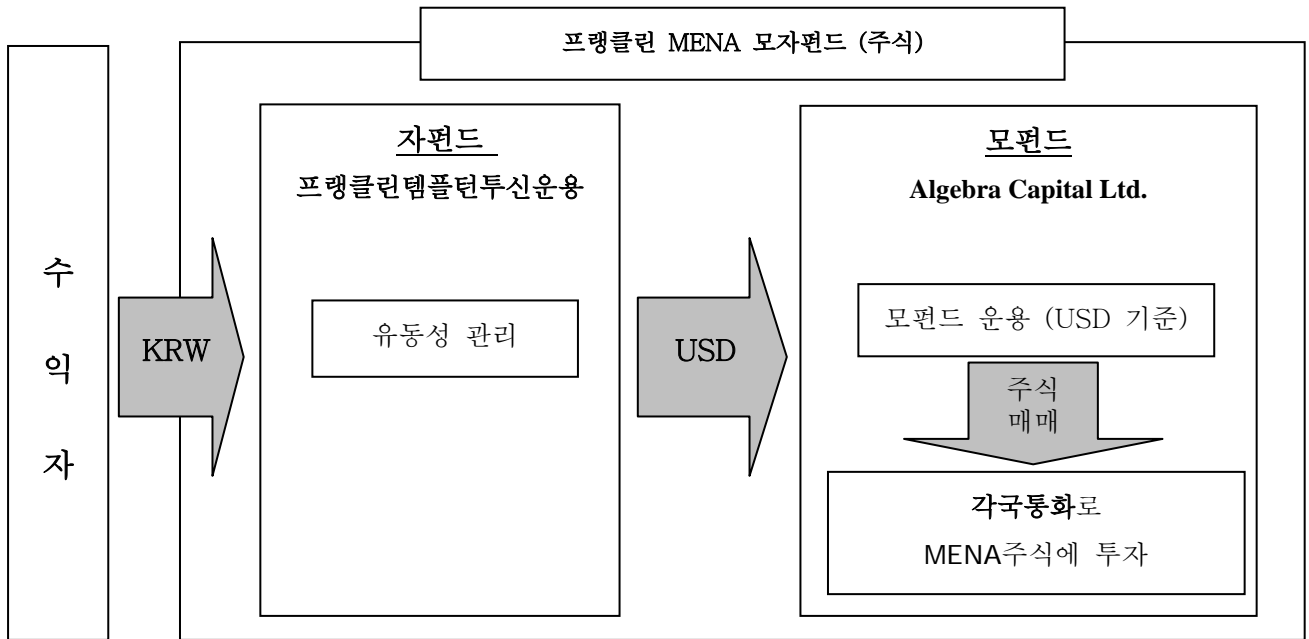 프랭클린 MENA 모자펀드 (주식)
수
익
자
KRW
자펀드
프랭클린템플턴투신운용
유동성 관리
USD
모펀드
Algebra Capital Ltd.
모펀드 운용 (USD 기준)
주식
매매
각국통화로
MENA주식에 투자